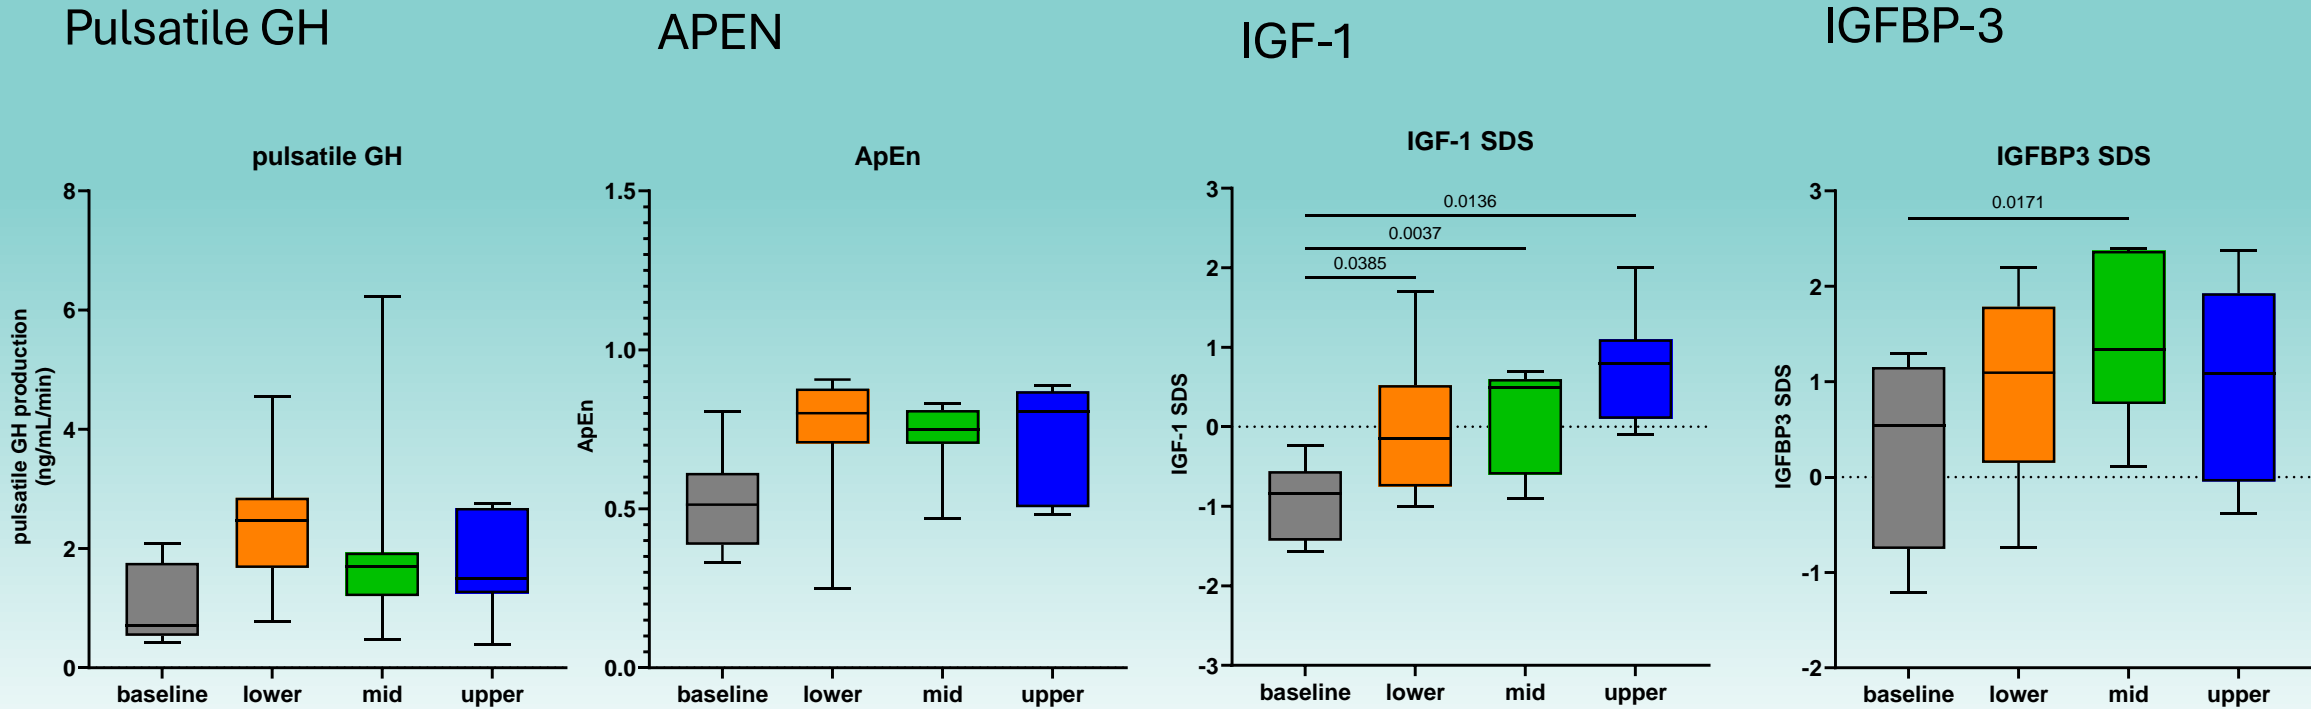 Pulsatile GH
APEN
IGF-1
IGFBP-3
pulsatile GH
8
6
4
2
0
pulsatile GH production
(ng/mL/min)
baseline lower mid upper
ApEn
1.5
1.0
0.5
0.0
ApEn
baseline lower mid upper
IGF-1 SDS
3
2
1
0
-1
-2
-3
IGF-1 SDS
0.0136
0.0037
0.0385
baseline lower mid upper
IGFBP3 SDS
3
2
1
0
-1
-2
IGFBP3 SDS
0.0171
baseline lower mid upper